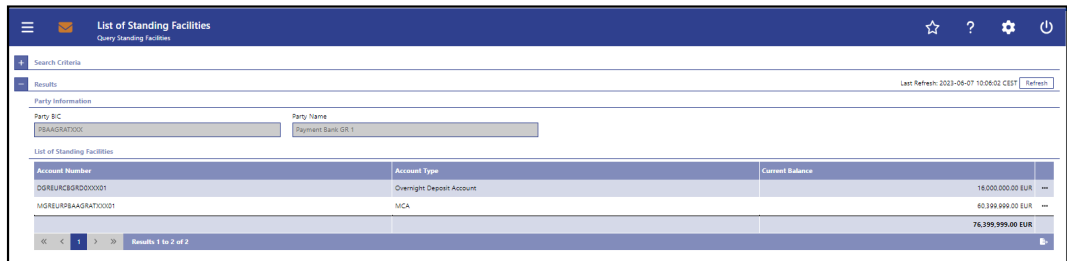 List of Standing Facilities
Query Standing Facilities
Search Criteria
Results Last Refresh: 2023-06-07 10:06:02 CEST Refresh
Party Information
Party BIC Party Name
PBAAGRATXXX Payment Bank GR 1
List of Standing Facilities
Account Number Account Type Current Balance
DGREURCBGRD0XXX01 Overnight Deposit Account 16,000,000.00 EUR
MGREURPBAAGRATXXX01 MCA 60,399,999.00 EUR
76,399,999.00 EUR
« < 1 > » Results 1 to 2 of 2